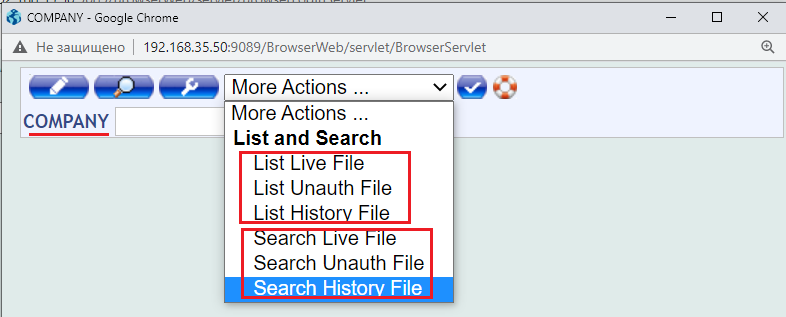 COMPANY - Google Chrome
Не защищено 192.168.35.50:9089/BrowserWeb/servlet/BrowserServlet
More Actions ...
COMPANY
More Actions ...
List and Search
List Live File
List Unauth File
List History File
Search Live File
Search Unauth File
Search History File